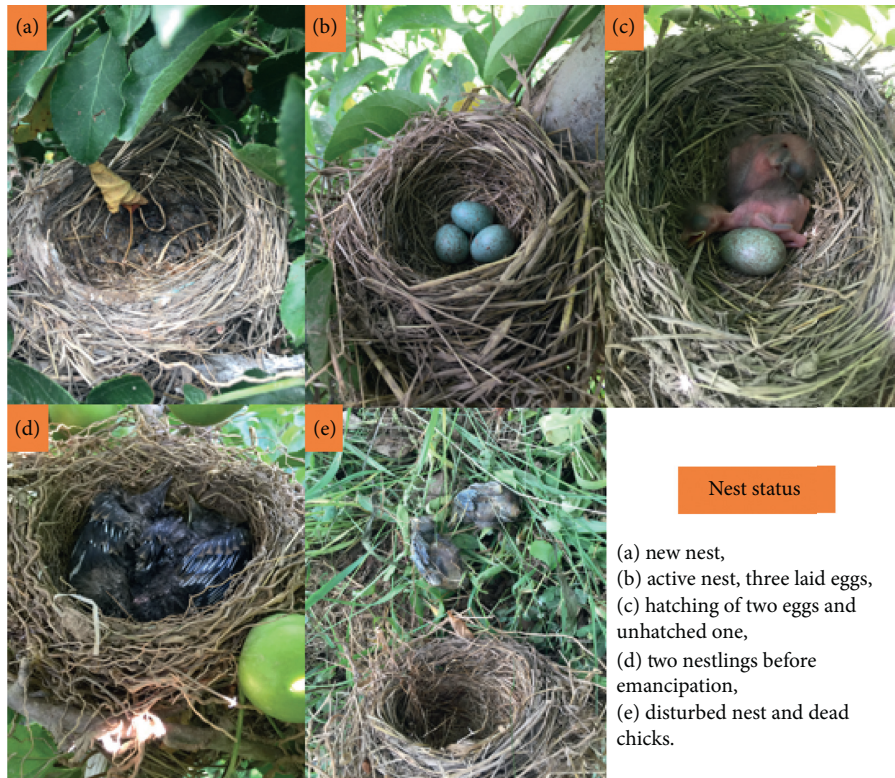 (a)
(b)
(c)
(d)
(e)
Nest status
(a) new nest,
(b) active nest, three laid eggs,
(c) hatching of two eggs and
unhatched one,
(d) two nestlings before
emancipation,
(e) disturbed nest and dead
chicks.